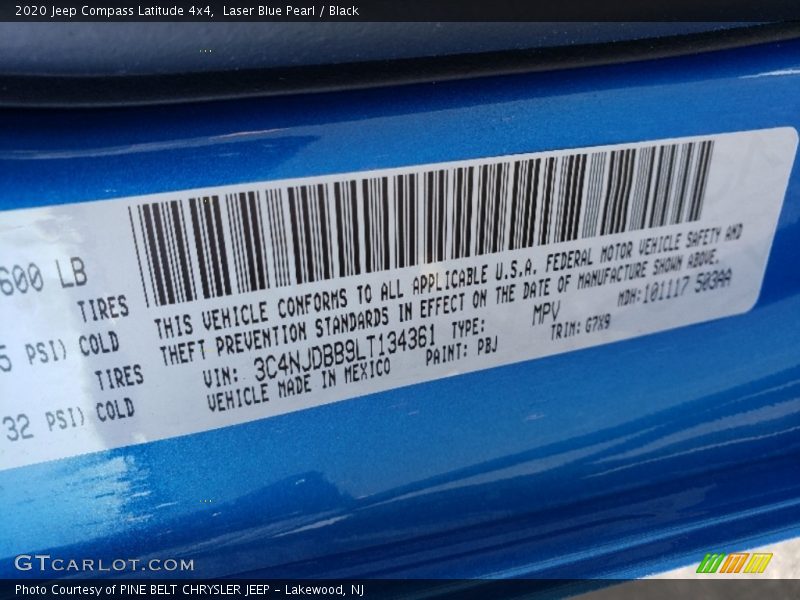 2020 Jeep Compass Latitude 4x4, Laser Blue Pearl / Black
600 LB
TIRES
5 PSI) COLD
TIRES
32 PSI) COLD
THIS VEHICLE CONFORMS TO ALL APPLICABLE U.S.A. FEDERAL MOTOR VEHICLE SAFETY AND
THEFT PREVENTION STANDARDS IN EFFECT ON THE DATE OF MANUFACTURE SHOWN ABOVE.
VIN: 3C4NJDBB9LT134361 TYPE: MPV MDH: 101117 503AA
VEHICLE MADE IN MEXICO PAINT: PBJ TRIM: G7X9
GTCARLOT.COM
Photo Courtesy of PINE BELT CHRYSLER JEEP - Lakewood, NJ